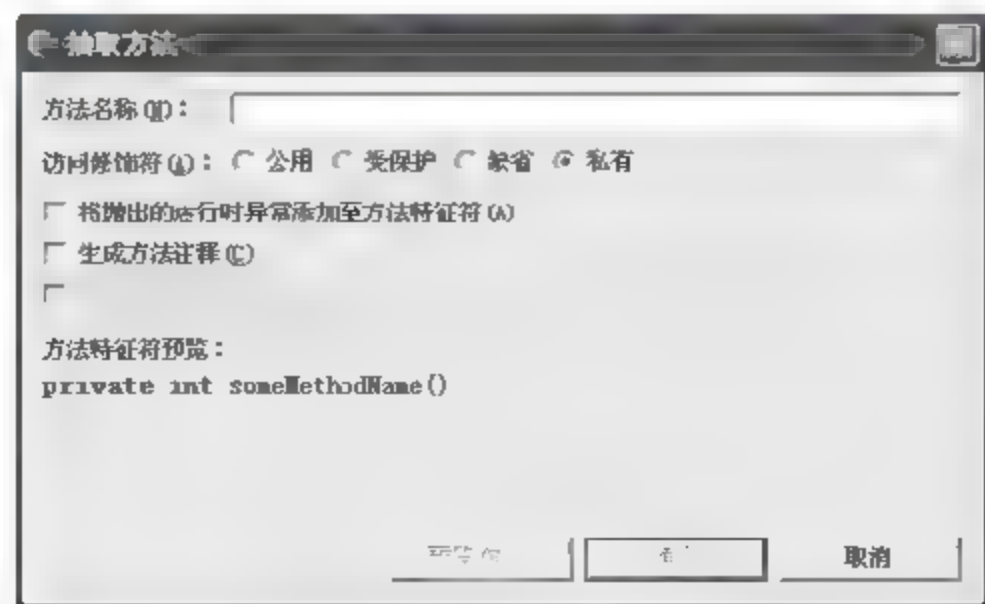 抽取方法
方法名称(M):
访问修饰符(A): 公用 受保护 缺省 私有
将抛出的运行时异常添加至方法特征符(A)
生成方法注释(C)
方法特征符预览:
private int someMethodName()
取消